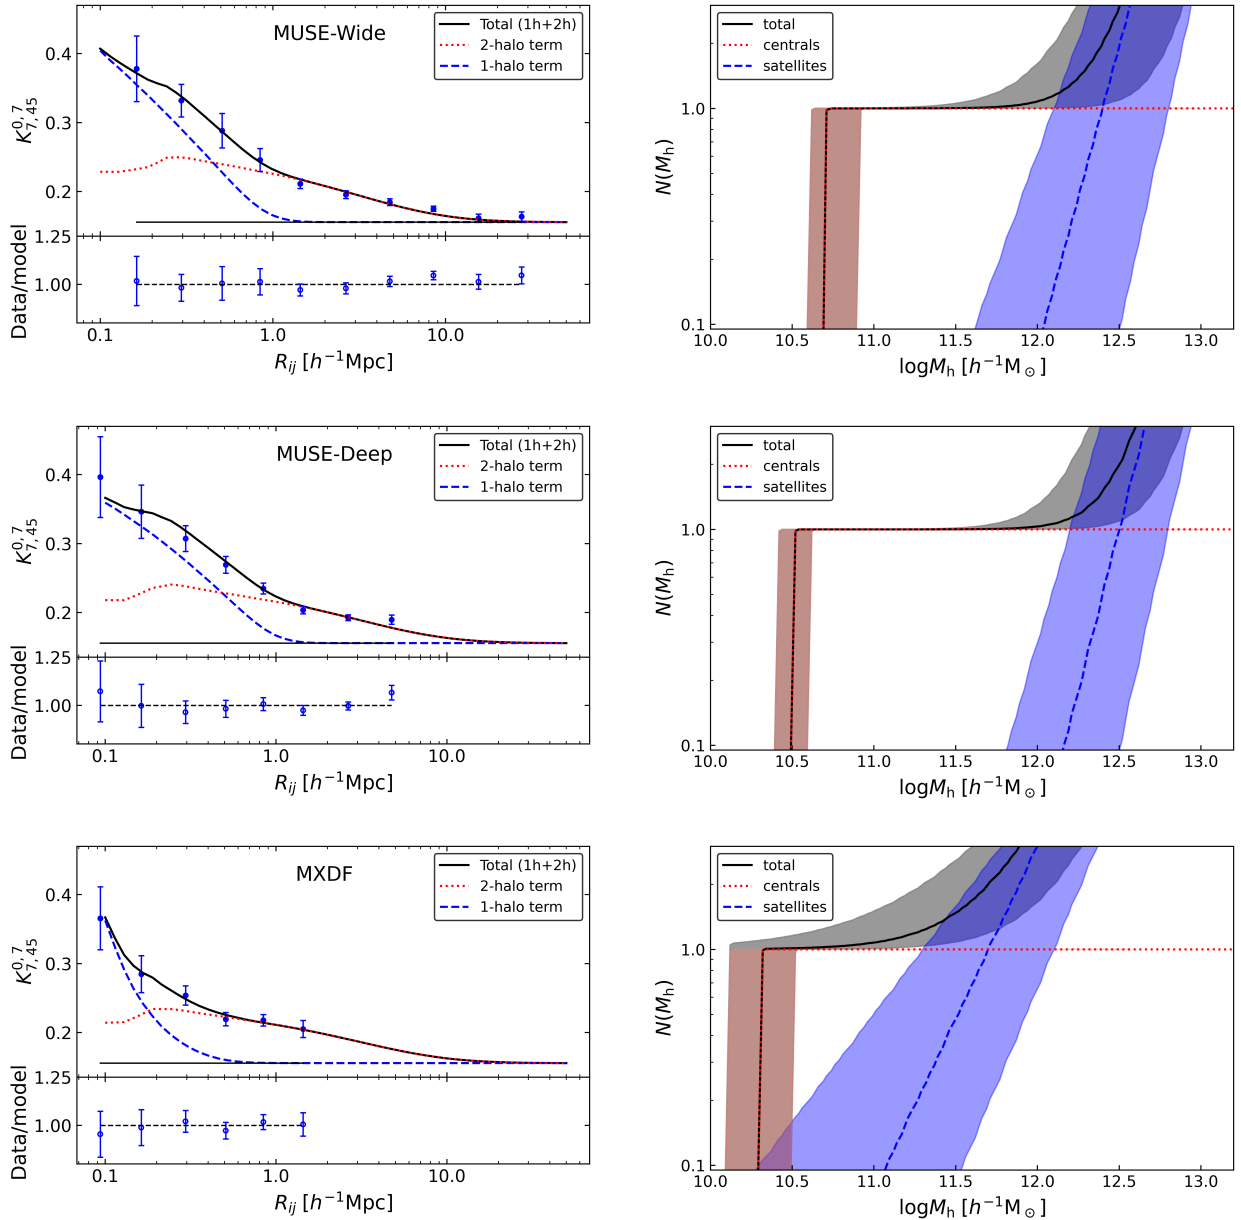 MUSE-Wide
Total (1h+2h)
2-halo term
1-halo term
0.4
0.3
0.2
K^{0,7}_{7,45}
1.25
1.00
Data/model
0.1 1.0 10.0
R_{ij} [h^{-1}Mpc]
total
centrals
satellites
1.0
0.1
N(M_h)
10.0 10.5 11.0 11.5 12.0 12.5 13.0
logM_h [h^{-1}M_⊙]
MUSE-Deep
Total (1h+2h)
2-halo term
1-halo term
0.4
0.3
0.2
K^{0,7}_{7,45}
1.25
1.00
Data/model
0.1 1.0 10.0
R_{ij} [h^{-1}Mpc]
total
centrals
satellites
1.0
0.1
N(M_h)
10.0 10.5 11.0 11.5 12.0 12.5 13.0
logM_h [h^{-1}M_⊙]
MXDF
Total (1h+2h)
2-halo term
1-halo term
0.4
0.3
0.2
K^{0,7}_{7,45}
1.25
1.00
Data/model
0.1 1.0 10.0
R_{ij} [h^{-1}Mpc]
total
centrals
satellites
1.0
0.1
N(M_h)
10.0 10.5 11.0 11.5 12.0 12.5 13.0
logM_h [h^{-1}M_⊙]